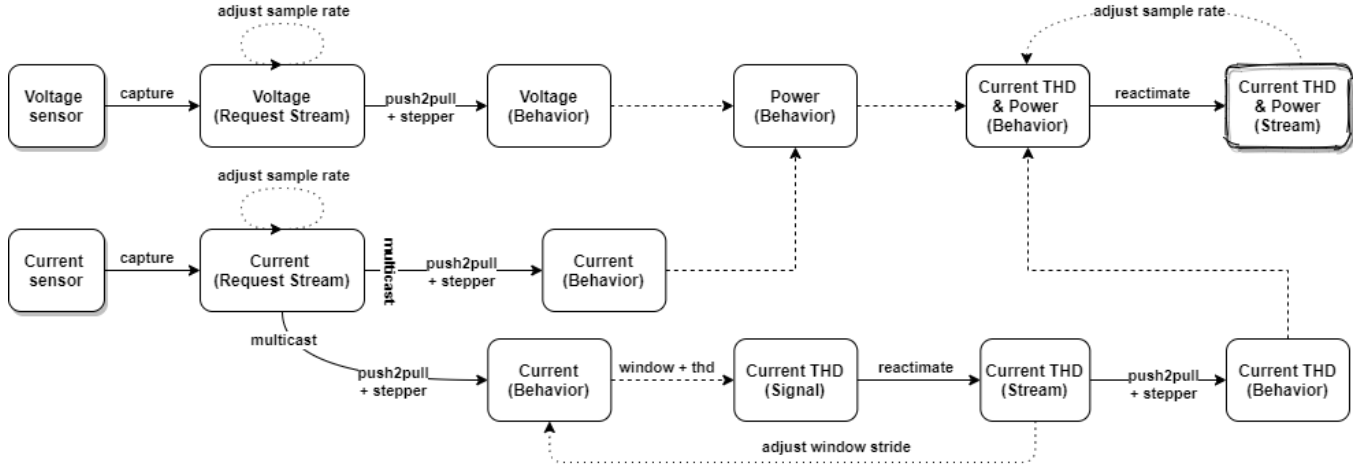 adjust sample rate
adjust sample rate
Voltage
sensor
capture
Voltage
(Request Stream)
push2pull
+ stepper
Voltage
(Behavior)
Power
(Behavior)
Current THD
& Power
(Behavior)
reactimate
Current THD
& Power
(Stream)
adjust sample rate
Current
sensor
capture
Current
(Request Stream)
multicast
push2pull
+ stepper
Current
(Behavior)
multicast
push2pull
+ stepper
Current
(Behavior)
window + thd
Current THD
(Signal)
reactimate
Current THD
(Stream)
push2pull
+ stepper
Current THD
(Behavior)
adjust window stride